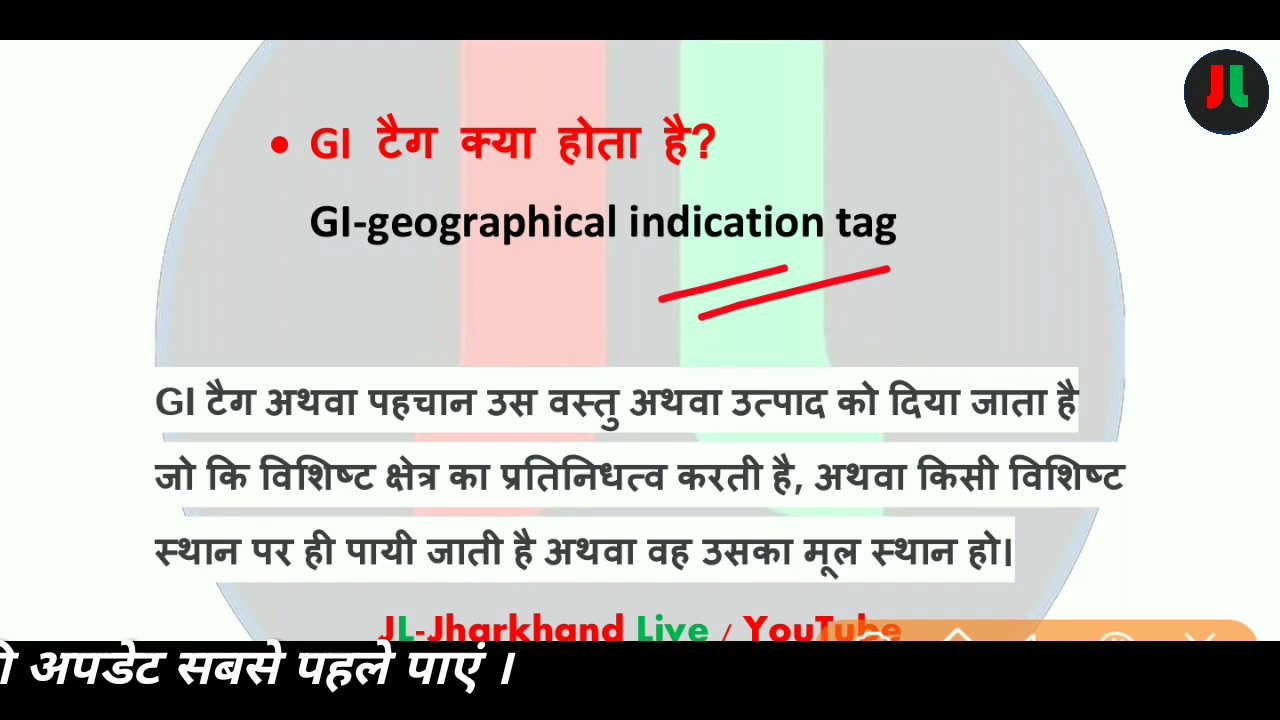 JL
• GI टैग क्या होता है?
GI-geographical indication tag
GI टैग अथवा पहचान उस वस्तु अथवा उत्पाद को दिया जाता है
जो कि विशिष्ट क्षेत्र का प्रतिनिधत्व करती है, अथवा किसी विशिष्ट
स्थान पर ही पायी जाती है अथवा वह उसका मूल स्थान हो।
JL-Jharkhand Live / YouTube
अपडेट सबसे पहले पाएं ।